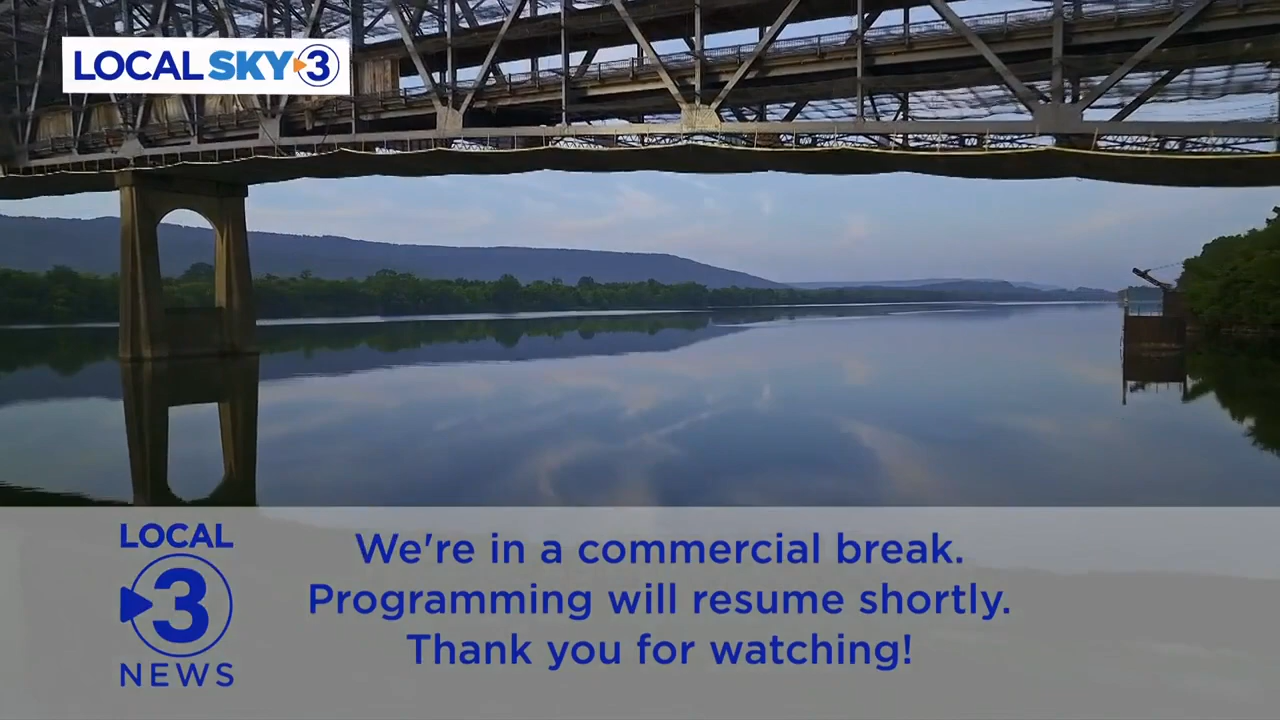 LOCAL SKY 3
LOCAL
3
NEWS
We're in a commercial break.
Programming will resume shortly.
Thank you for watching!